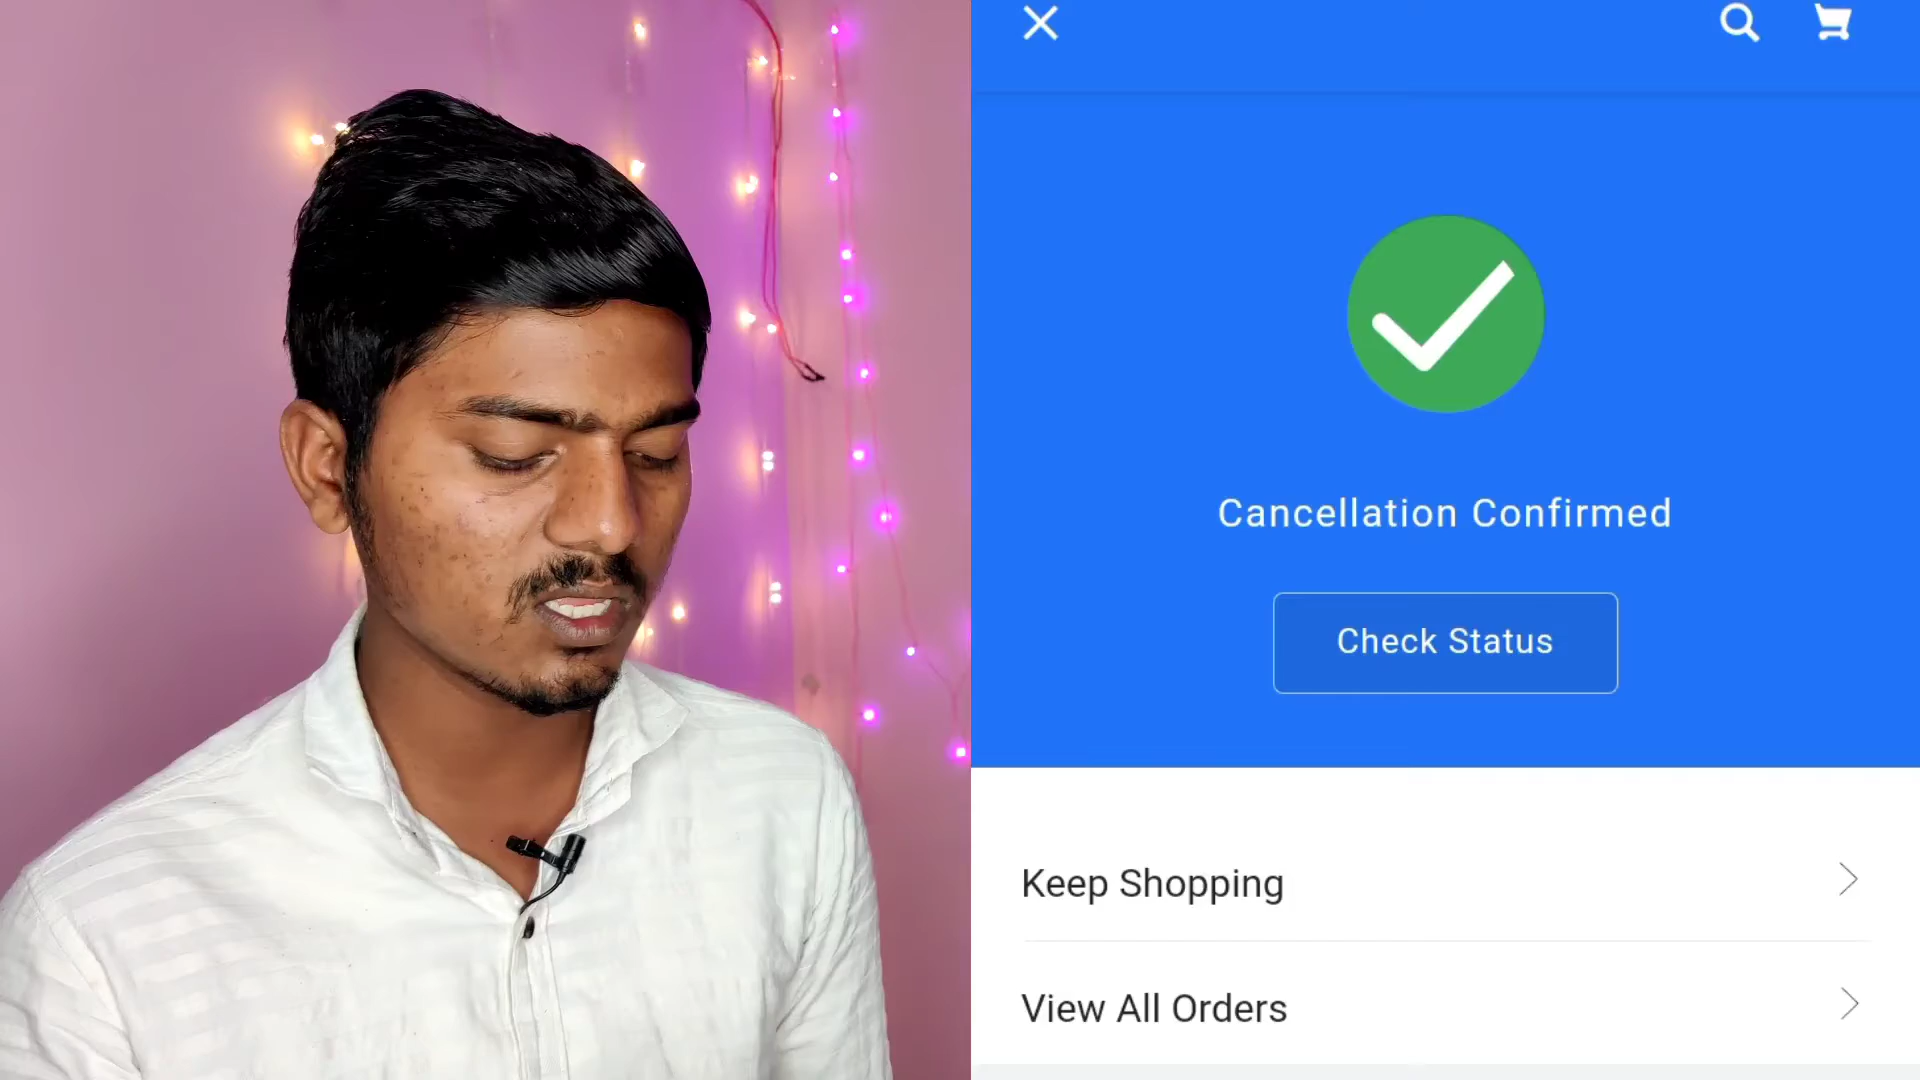 Cancellation Confirmed
Check Status
Keep Shopping
View All Orders